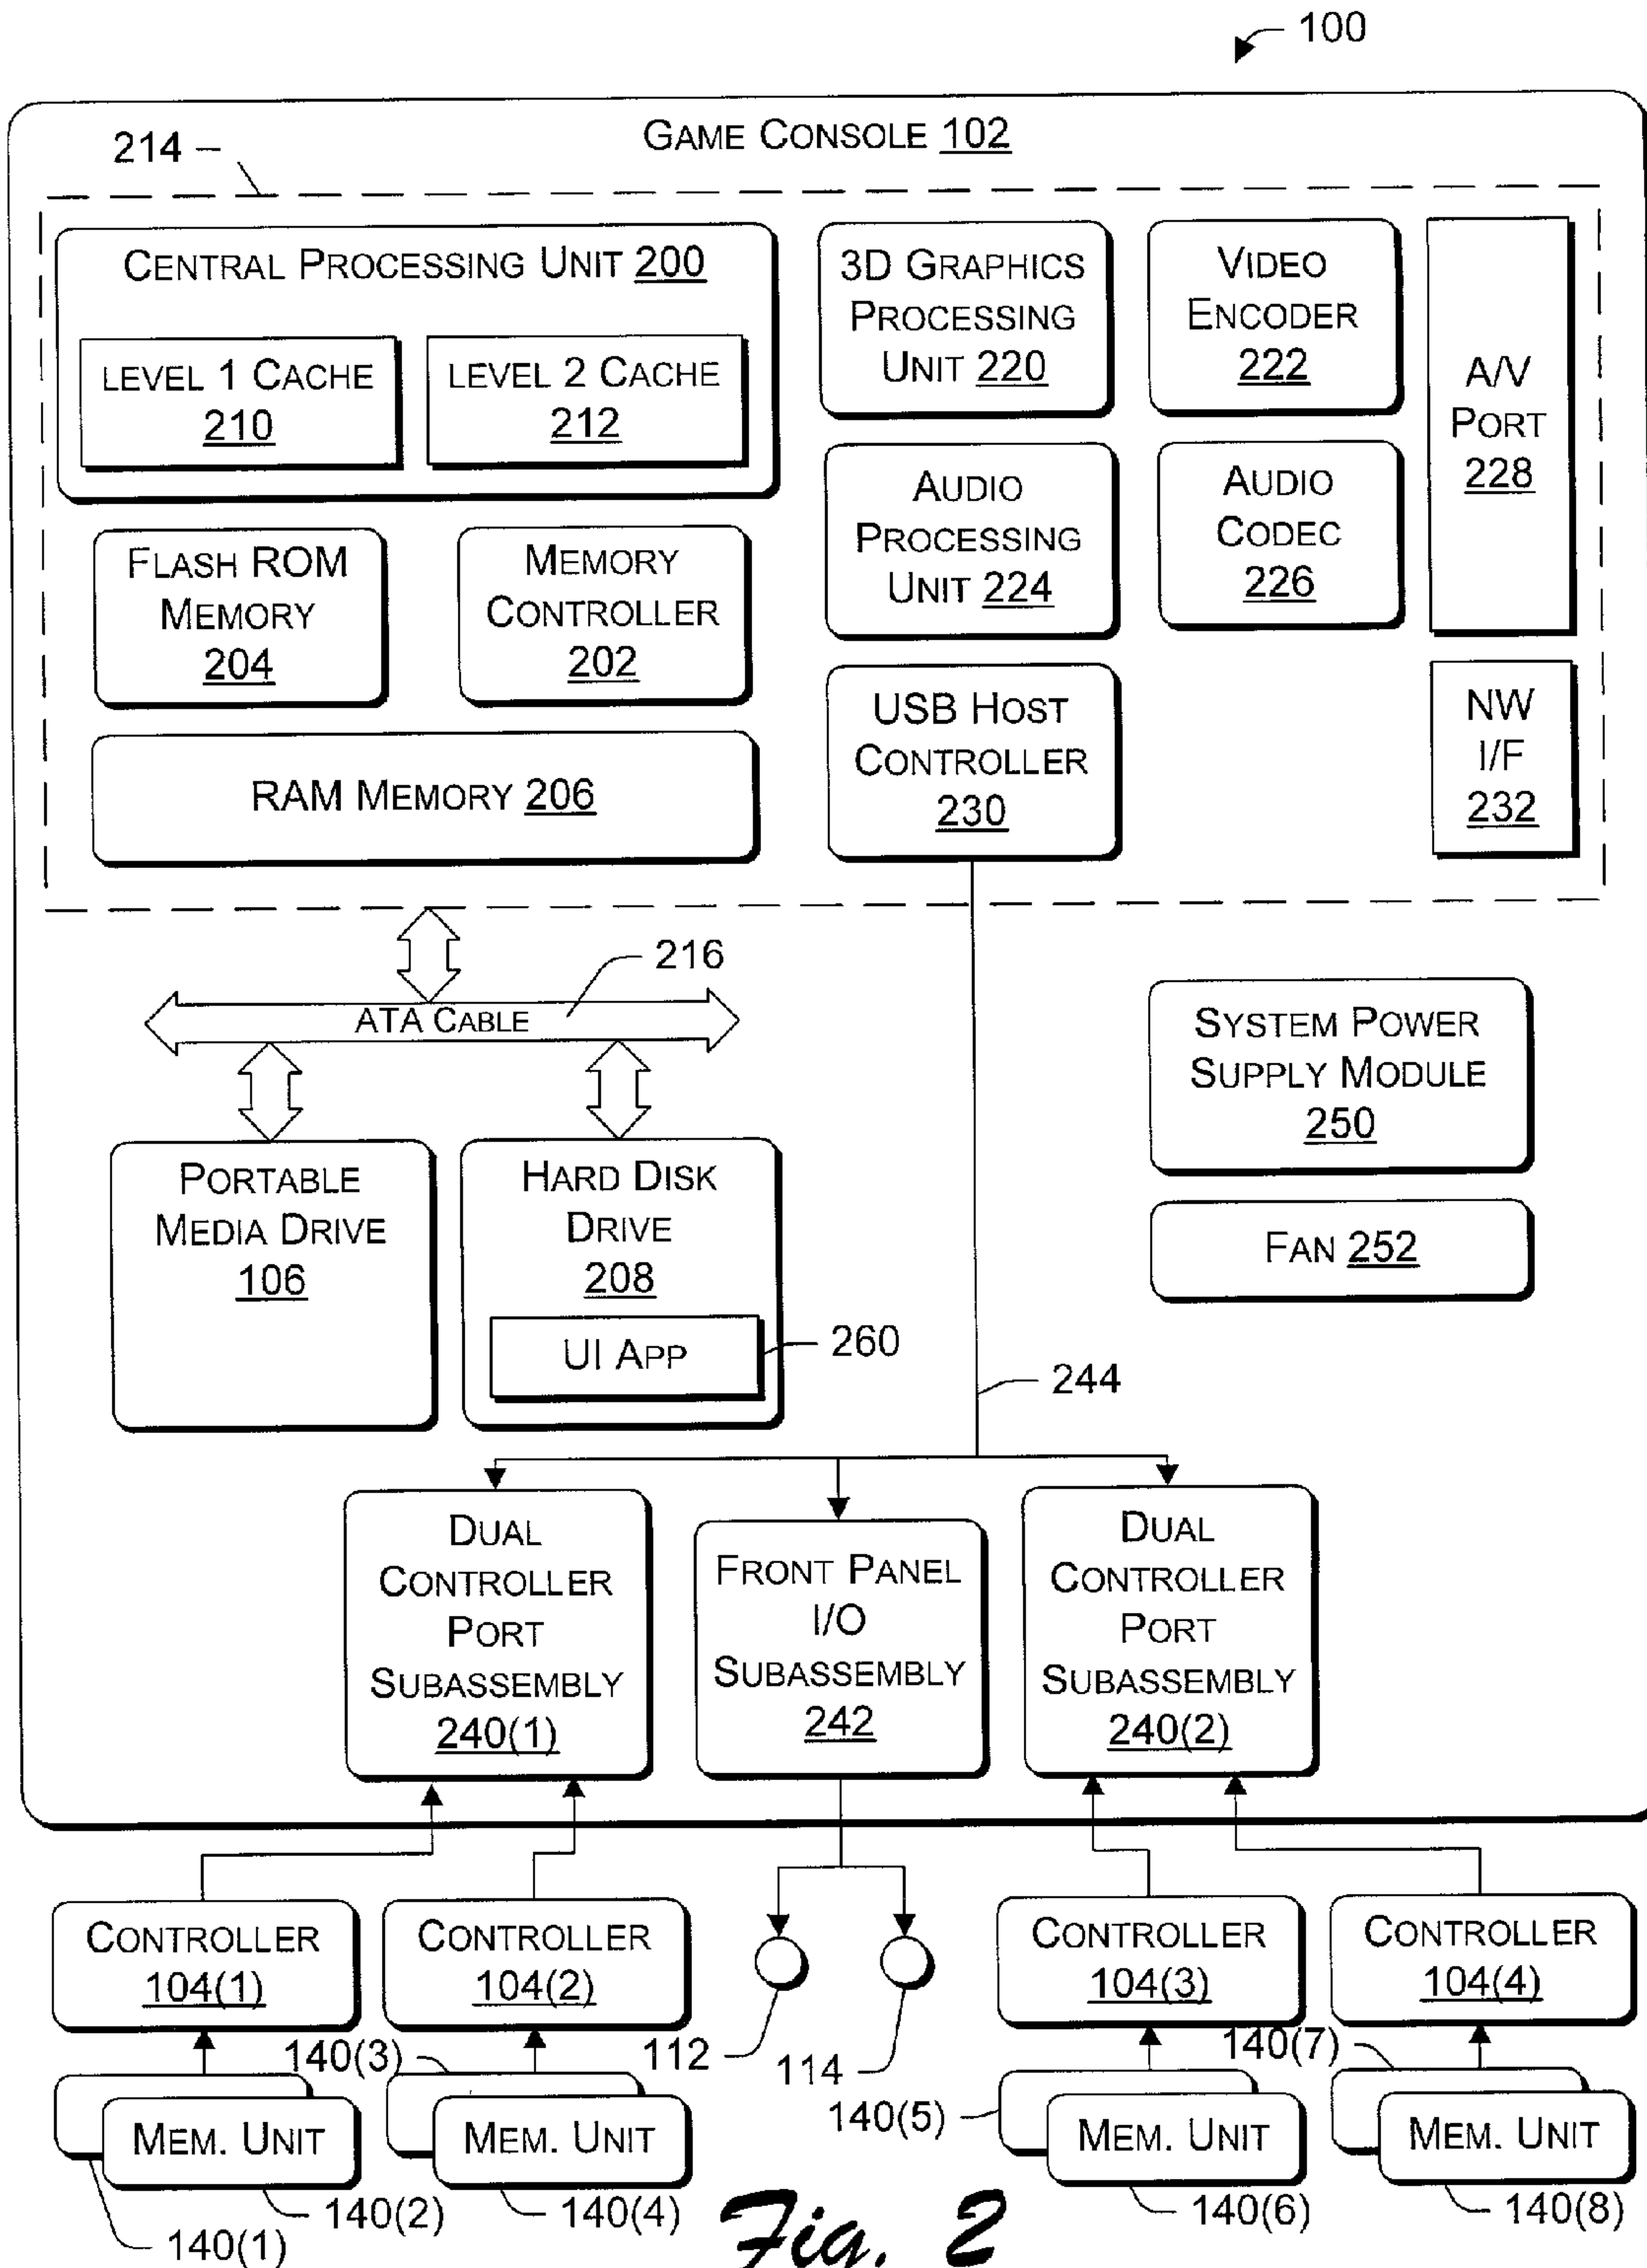 100
GAME CONSOLE 102
214
CENTRAL PROCESSING UNIT 200
LEVEL 1 CACHE
210
LEVEL 2 CACHE
212
3D GRAPHICS
PROCESSING
UNIT 220
VIDEO
ENCODER
222
A/V
PORT
228
AUDIO
PROCESSING
UNIT 224
AUDIO
CODEC
226
FLASH ROM
MEMORY
204
MEMORY
CONTROLLER
202
USB HOST
CONTROLLER
230
NW
I/F
232
RAM MEMORY 206
216
ATA CABLE
SYSTEM POWER
SUPPLY MODULE
250
PORTABLE
MEDIA DRIVE
106
HARD DISK
DRIVE
208
UI APP
260
FAN 252
244
DUAL
CONTROLLER
PORT
SUBASSEMBLY
240(1)
FRONT PANEL
I/O
SUBASSEMBLY
242
DUAL
CONTROLLER
PORT
SUBASSEMBLY
240(2)
CONTROLLER
104(1)
CONTROLLER
104(2)
CONTROLLER
104(3)
CONTROLLER
104(4)
112
114
140(3)
140(7)
140(5)
MEM. UNIT
MEM. UNIT
MEM. UNIT
MEM. UNIT
140(1)
140(2)
140(4)
140(6)
140(8)
Fig. 2